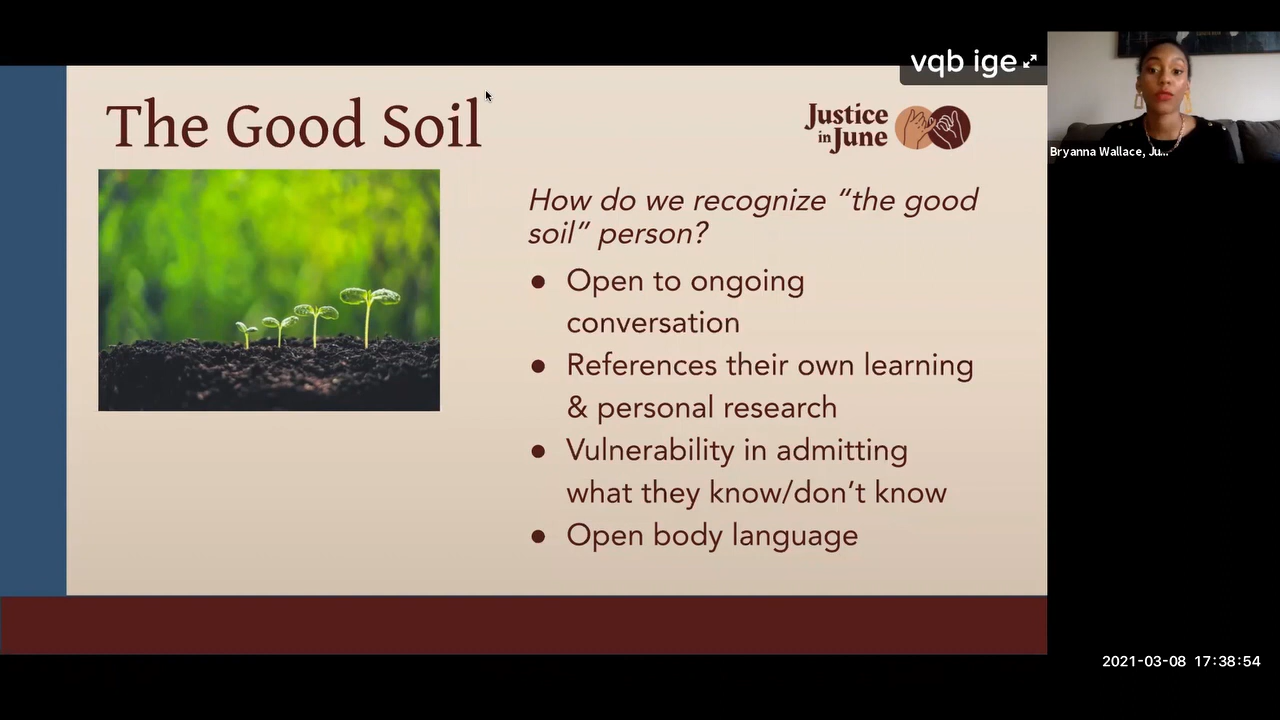 vqb ige
The Good Soil
Justice
in June
How do we recognize “the good
soil” person?
● Open to ongoing
conversation
● References their own learning
& personal research
● Vulnerability in admitting
what they know/don’t know
● Open body language
Bryanna Wallace, Ju...
2021-03-08 17:38:54